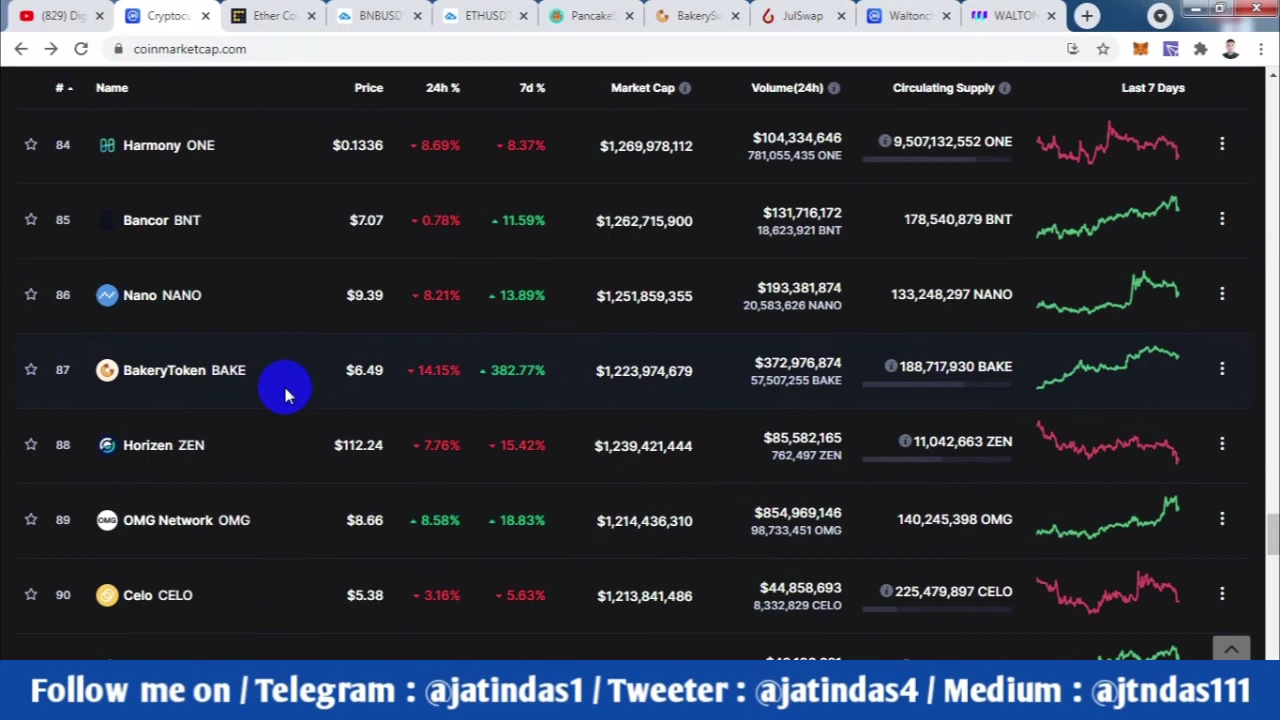 (829) Dig
Cryptocu
Ether Co
BNBUSD
ETHUSDT
PancakeS
BakerySw
JulSwap
Waltonch
WALTON
coinmarketcap.com
# Name Price 24h % 7d % Market Cap Volume(24h) Circulating Supply Last 7 Days
84 Harmony ONE $0.1336 8.69% 8.37% $1,269,978,112 $104,334,646 9,507,132,552 ONE
781,055,435 ONE
85 Bancor BNT $7.07 0.78% 11.59% $1,262,715,900 $131,716,172 178,540,879 BNT
18,623,921 BNT
86 Nano NANO $9.39 8.21% 13.89% $1,251,859,355 $193,381,874 133,248,297 NANO
20,583,626 NANO
87 BakeryToken BAKE $6.49 14.15% 382.77% $1,223,974,679 $372,976,874 188,717,930 BAKE
57,507,255 BAKE
88 Horizen ZEN $112.24 7.76% 15.42% $1,239,421,444 $85,582,165 11,042,663 ZEN
762,497 ZEN
89 OMG Network OMG $8.66 8.58% 18.83% $1,214,436,310 $854,969,146 140,245,398 OMG
98,733,451 OMG
90 Celo CELO $5.38 3.16% 5.63% $1,213,841,486 $44,858,693 225,479,897 CELO
8,332,829 CELO
Follow me on / Telegram : @jatindas1 / Tweeter : @jatindas4 / Medium : @jtndas111